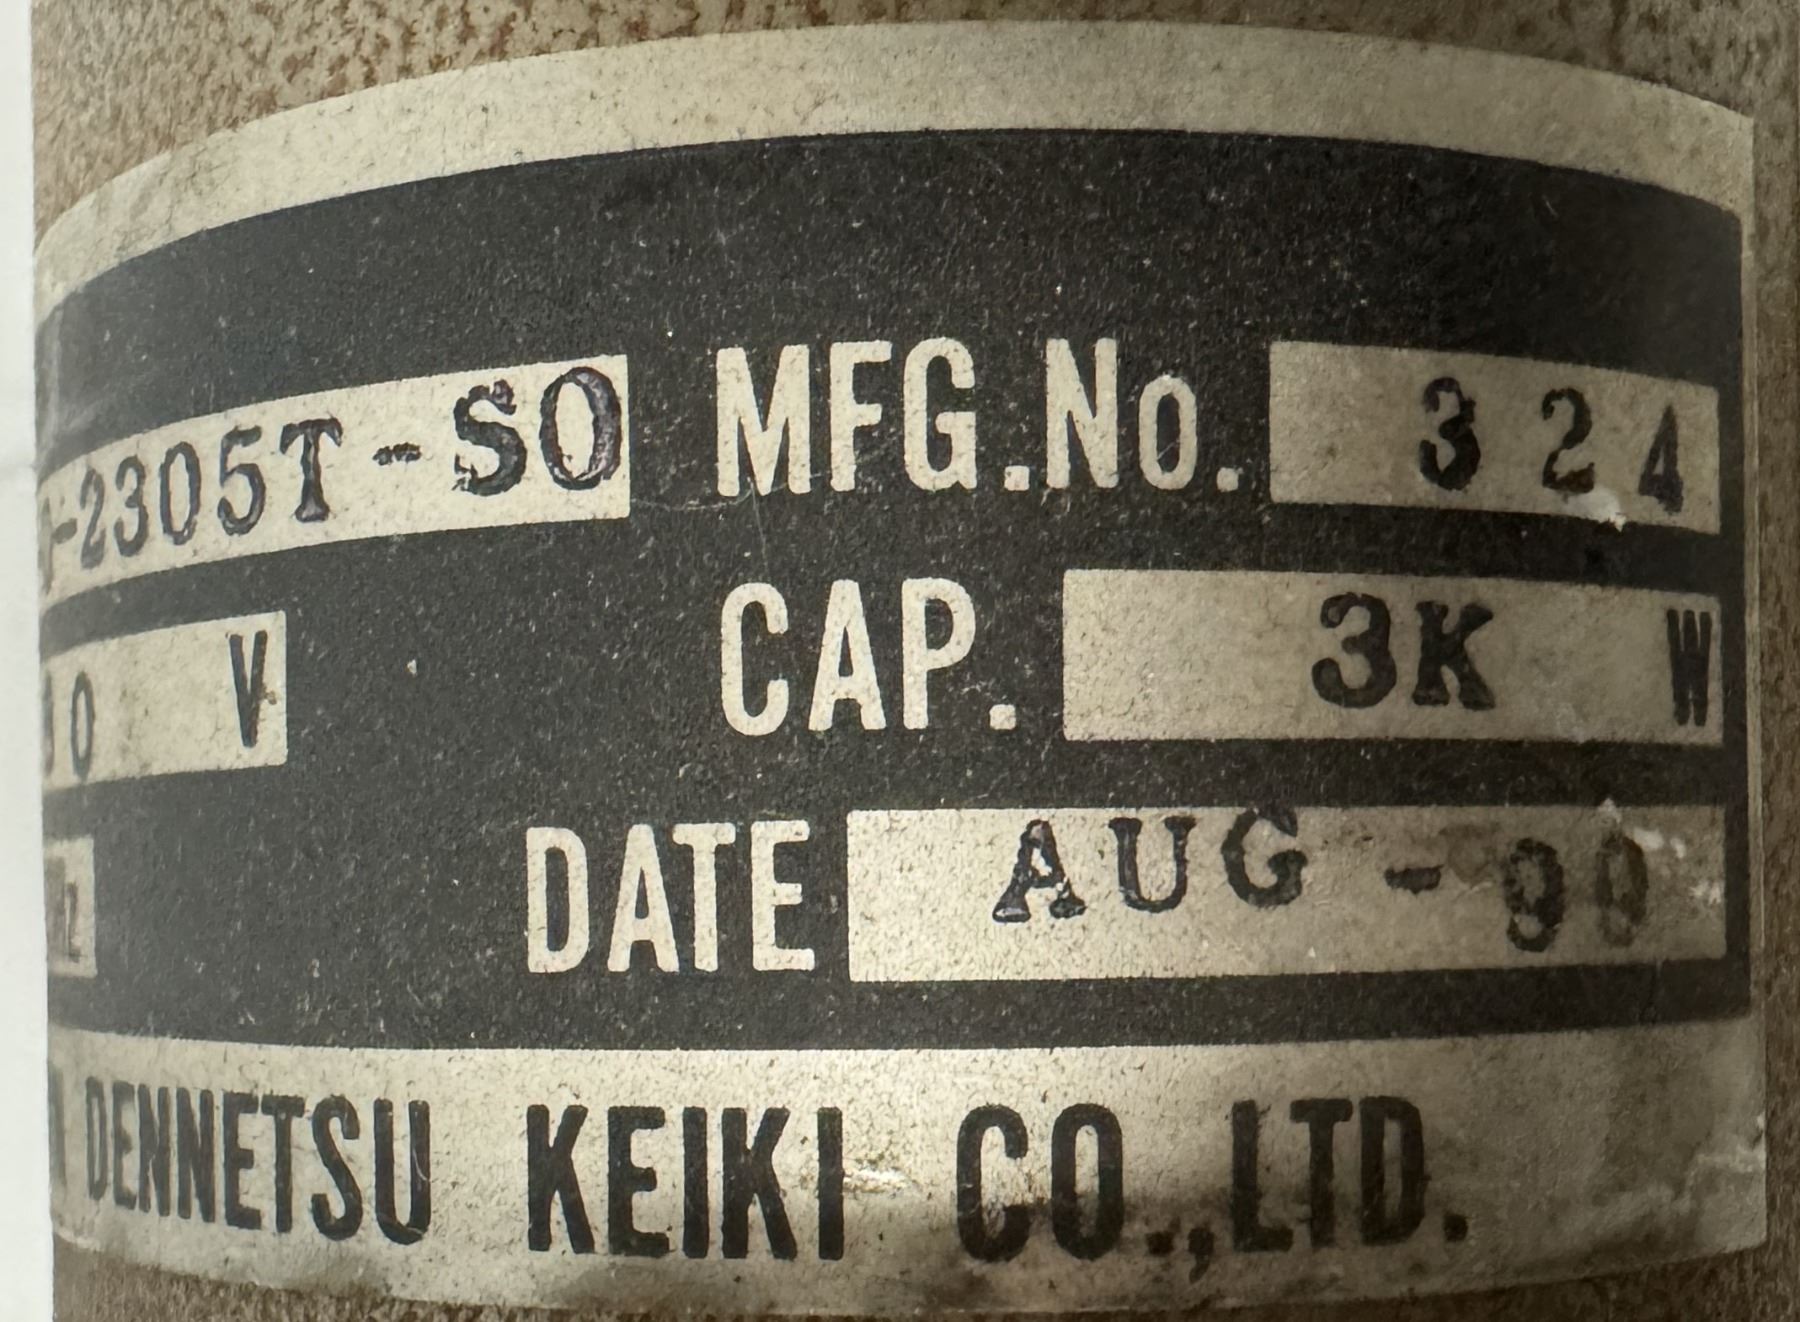 -2305T-SO MFG.No. 324
0 V CAP. 3K W
DATE AUG-90
DENNETSU KEIKI CO.,LTD.